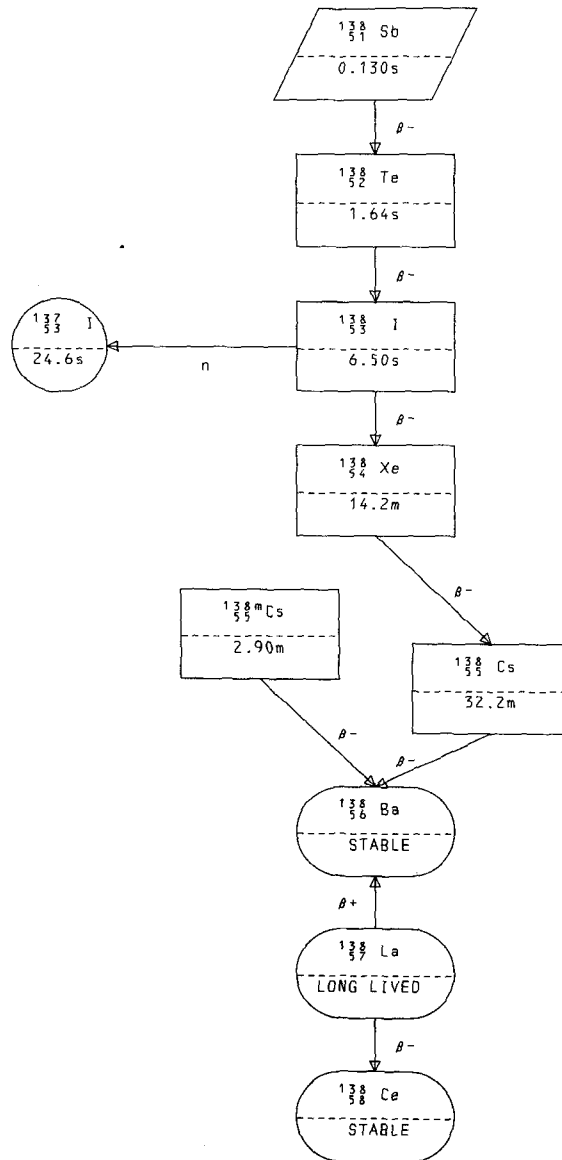 138
51 Sb
0.130s
β-
138
52 Te
1.64s
β-
137
53 I
24.6s
n
138
53 I
6.50s
β-
138
54 Xe
14.2m
β-
138m
55 Cs
2.90m
138
55 Cs
32.2m
β-
β-
138
56 Ba
STABLE
β+
138
57 La
LONG LIVED
β-
138
58 Ce
STABLE